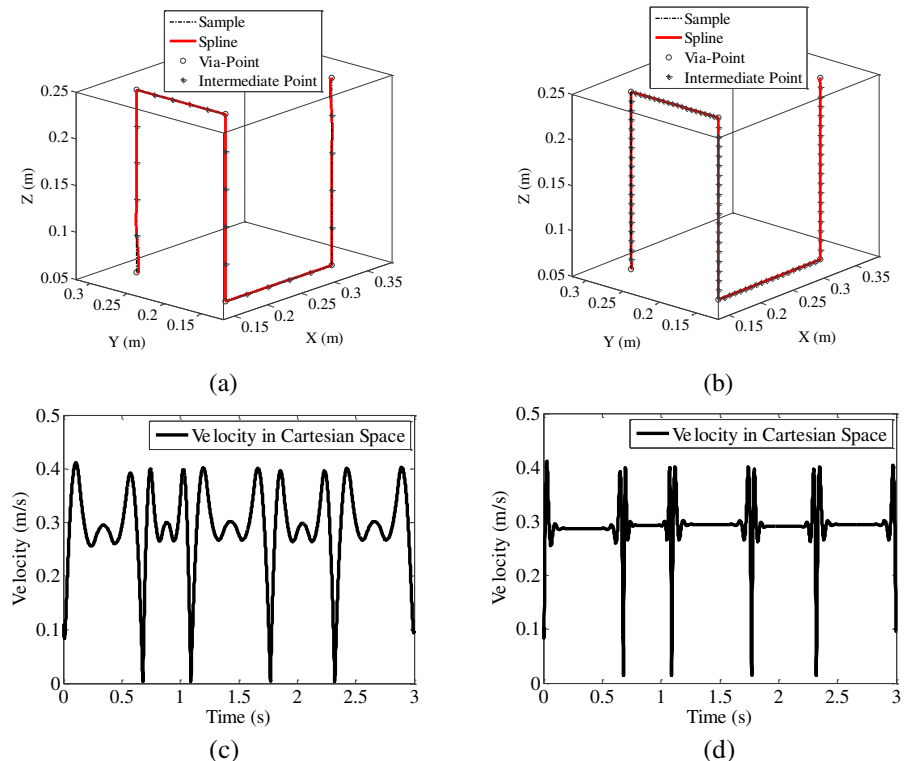 Sample
Spline
Via-Point
Intermediate Point
0.25
0.2
0.15
0.1
0.05
Z (m)
0.3
0.25
0.2
0.15
Y (m)
0.15
0.2
0.25
0.3
0.35
X (m)
(a)
Sample
Spline
Via-Point
Intermediate Point
0.25
0.2
0.15
0.1
0.05
Z (m)
0.3
0.25
0.2
0.15
Y (m)
0.15
0.2
0.25
0.3
0.35
X (m)
(b)
Velocity in Cartesian Space
0.5
0.4
0.3
0.2
0.1
0
Velocity (m/s)
0 0.5 1 1.5 2 2.5 3
Time (s)
(c)
Velocity in Cartesian Space
0.5
0.4
0.3
0.2
0.1
0
Velocity (m/s)
0 0.5 1 1.5 2 2.5 3
Time (s)
(d)